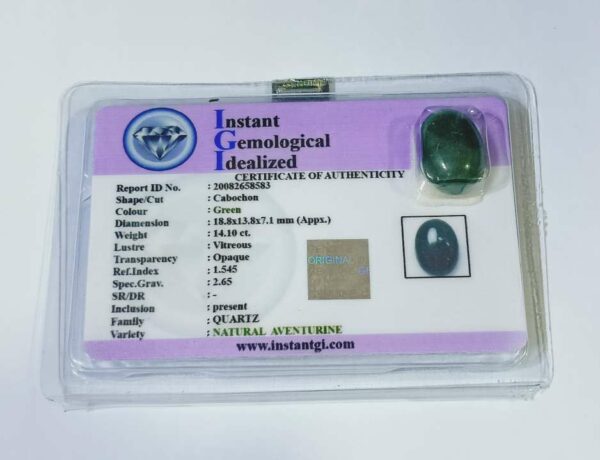 Instant
Gemological
Idealized
CERTIFICATE OF AUTHENTICITY
Report ID No. : 20082658583
Shape/Cut : Cabochon
Colour : Green
Diamension : 18.8x13.8x7.1 mm (Appx.)
Weight : 14.10 ct.
Lustre : Vitreous
Transparency : Opaque
Ref.Index : 1.545
Spec.Grav. : 2.65
SR/DR : -
Inclusion : present
Family : QUARTZ
Variety : NATURAL AVENTURINE
ORIGINAL
GI
www.instantgi.com